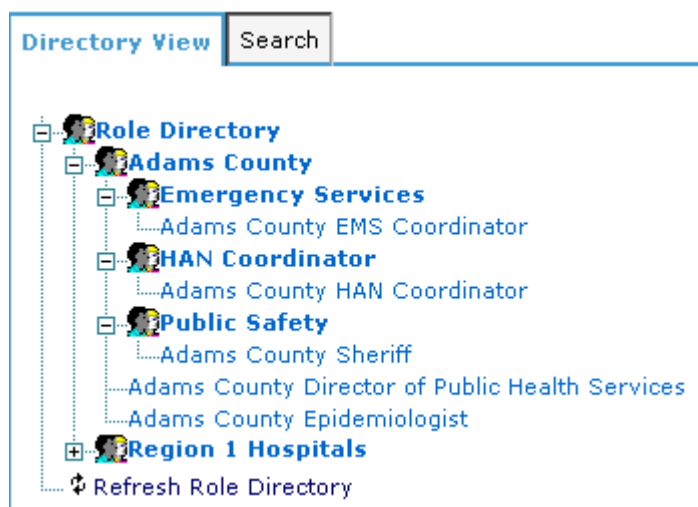 Directory View Search
Role Directory
Adams County
Emergency Services
Adams County EMS Coordinator
HAN Coordinator
Adams County HAN Coordinator
Public Safety
Adams County Sheriff
Adams County Director of Public Health Services
Adams County Epidemiologist
Region 1 Hospitals
Refresh Role Directory